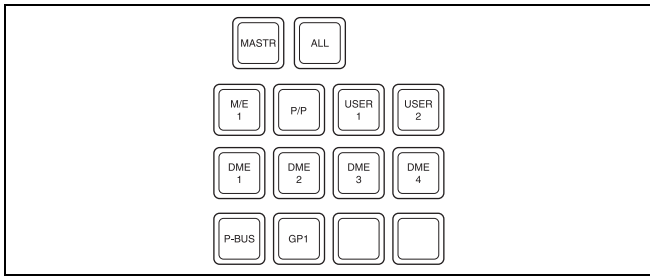 MASTR ALL
M/E 1 P/P USER 1 USER 2
DME 1 DME 2 DME 3 DME 4
P-BUS GP1